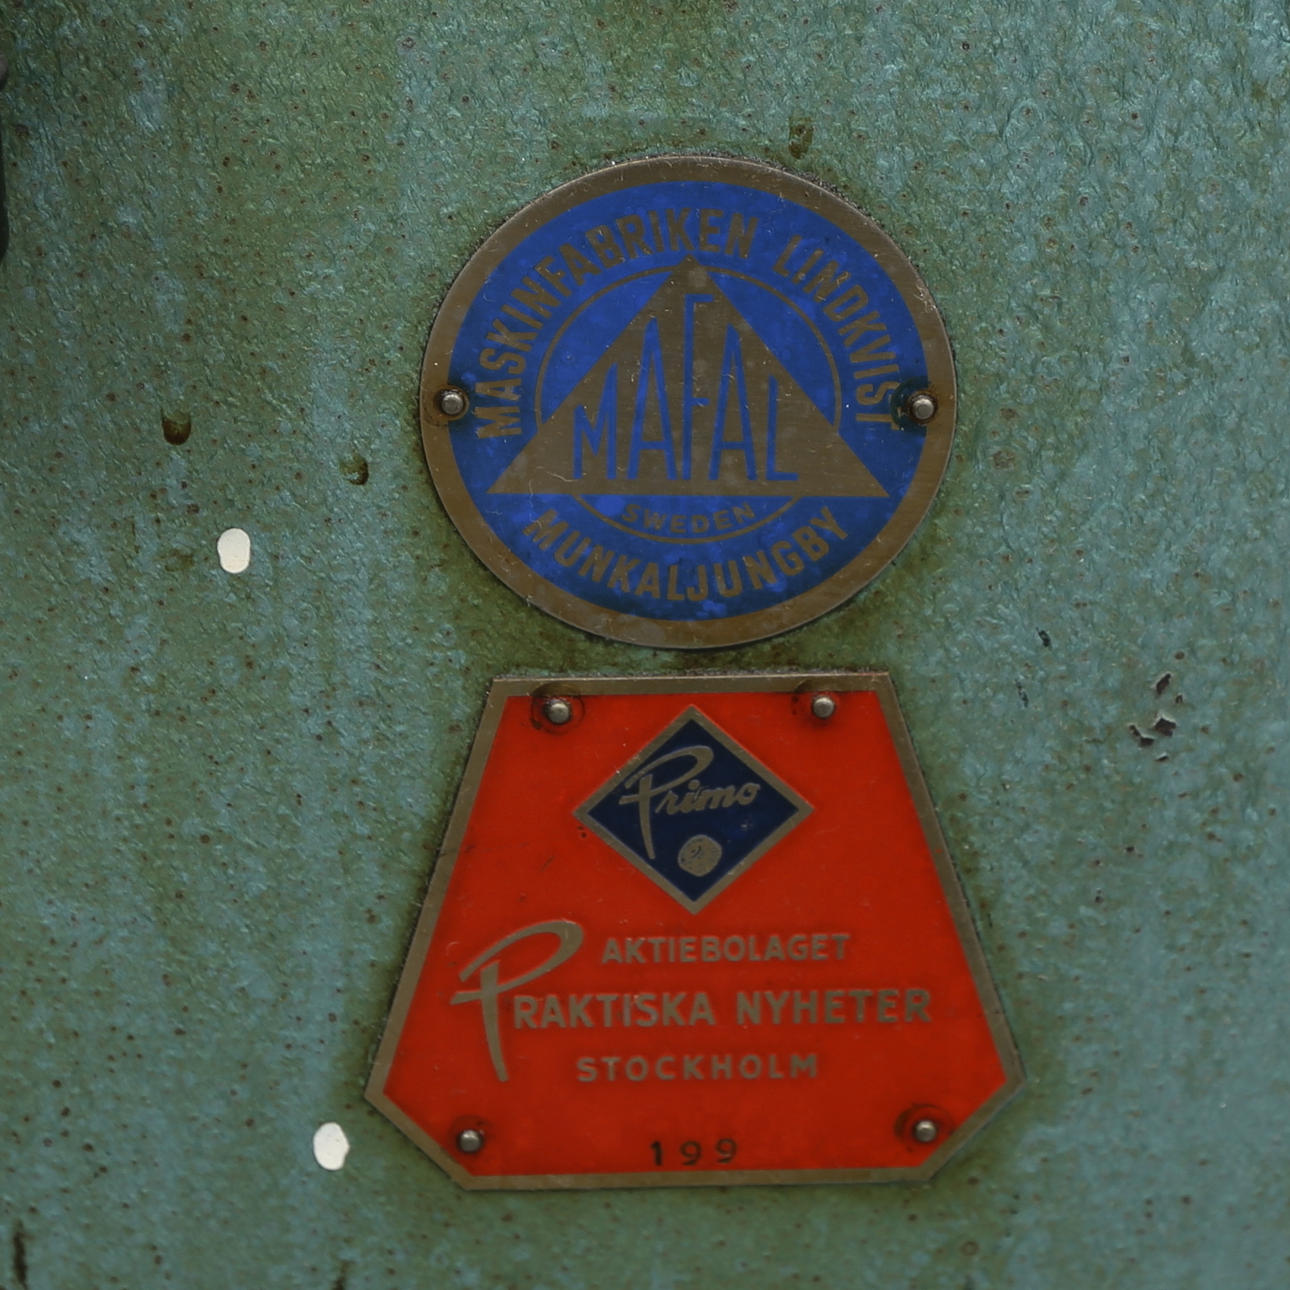 MASKINFABRIKEN LINDKVIST
MAFAL
SWEDEN
MUNKALJUNGBY
Primo
AKTIEBOLAGET
PRAKTISKA NYHETER
STOCKHOLM
199